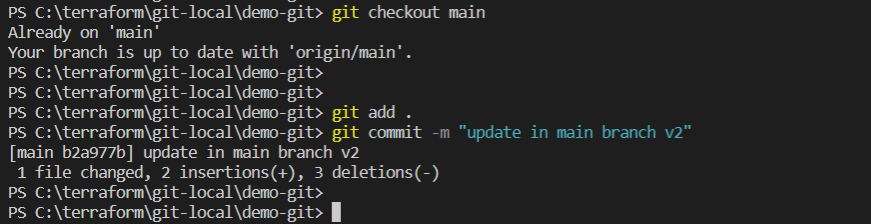 PS C:\terraform\git-local\demo-git> git checkout main
Already on 'main'
Your branch is up to date with 'origin/main'.
PS C:\terraform\git-local\demo-git>
PS C:\terraform\git-local\demo-git>
PS C:\terraform\git-local\demo-git> git add .
PS C:\terraform\git-local\demo-git> git commit -m "update in main branch v2"
[main b2a977b] update in main branch v2
 1 file changed, 2 insertions(+), 3 deletions(-)
PS C:\terraform\git-local\demo-git>
PS C:\terraform\git-local\demo-git>